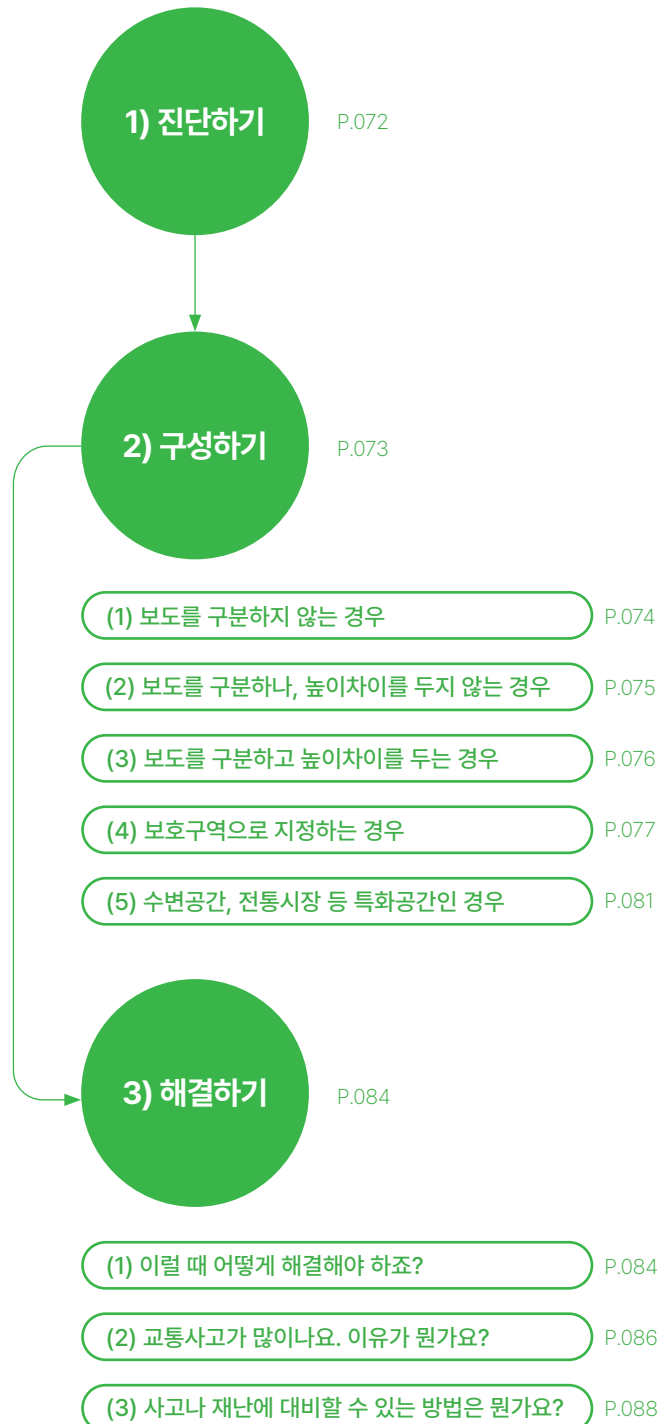 1) 진단하기 P.072
2) 구성하기 P.073
(1) 보도를 구분하지 않는 경우 P.074
(2) 보도를 구분하나, 높이차이를 두지 않는 경우 P.075
(3) 보도를 구분하고 높이차이를 두는 경우 P.076
(4) 보호구역으로 지정하는 경우 P.077
(5) 수변공간, 전통시장 등 특화공간인 경우 P.081
3) 해결하기 P.084
(1) 이럴 때 어떻게 해결해야 하죠? P.084
(2) 교통사고가 많이나요. 이유가 뭔가요? P.086
(3) 사고나 재난에 대비할 수 있는 방법은 뭔가요? P.088